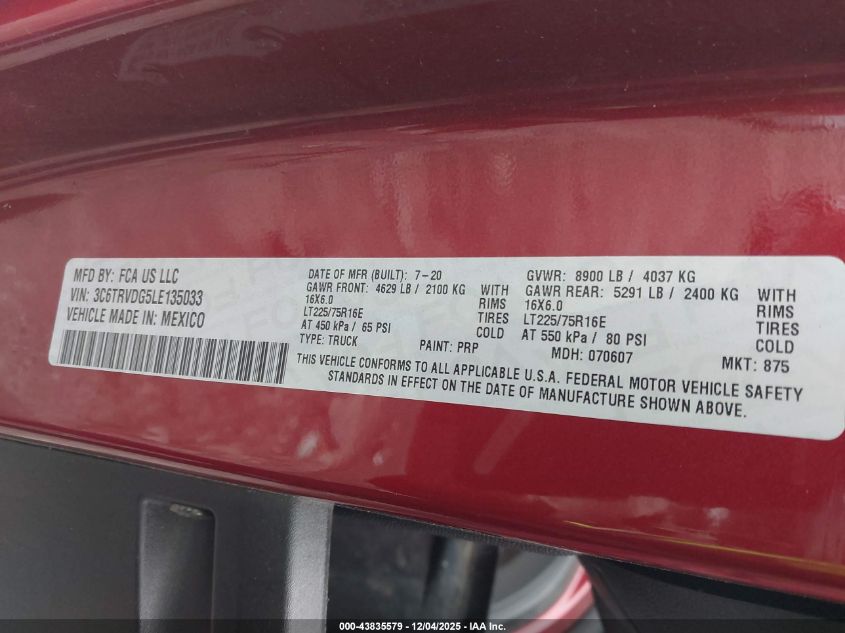 MFD BY: FCA US LLC
VIN: 3C6TRVDG5LE135033
VEHICLE MADE IN: MEXICO
DATE OF MFR (BUILT): 7-20
GAWR FRONT: 4629 LB / 2100 KG WITH
16X6.0 RIMS
LT225/75R16E TIRES
AT 450 kPa / 65 PSI COLD
TYPE: TRUCK PAINT: PRP
GVWR: 8900 LB / 4037 KG
GAWR REAR: 5291 LB / 2400 KG WITH
16X6.0 RIMS
LT225/75R16E TIRES
AT 550 kPa / 80 PSI COLD
MDH: 070607 MKT: 875
THIS VEHICLE CONFORMS TO ALL APPLICABLE U.S.A. FEDERAL MOTOR VEHICLE SAFETY
STANDARDS IN EFFECT ON THE DATE OF MANUFACTURE SHOWN ABOVE.
000-43835579 - 12/04/2025 - IAA Inc.